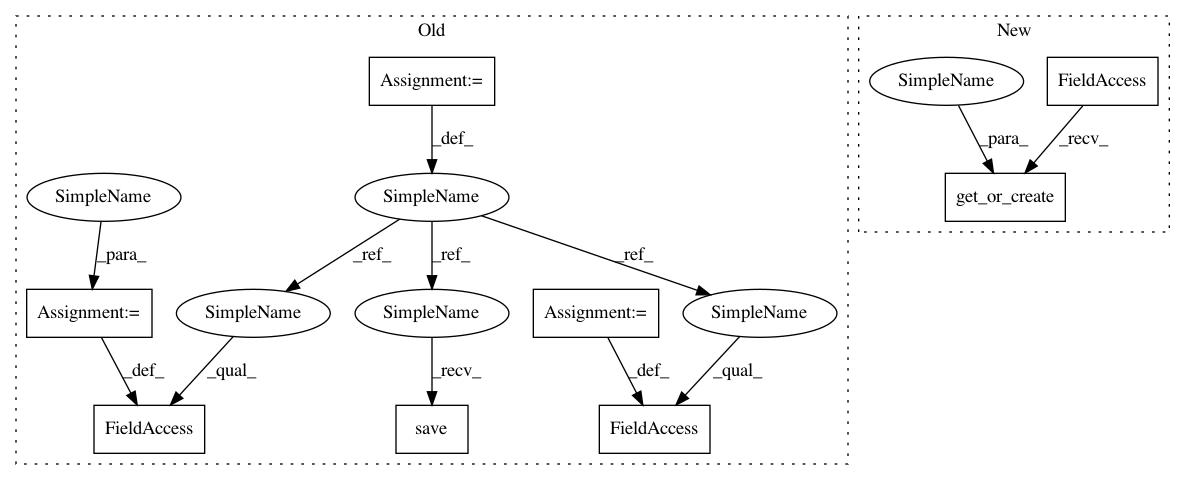 Old
New
Assignment:=
SimpleName
FieldAccess
_def_
_para_
_recv_
SimpleName
SimpleName
get_or_create
_para_
_ref_
_ref_
_ref_
Assignment:=
SimpleName
SimpleName
Assignment:=
SimpleName
_def_
_qual_
_recv_
_def_
_qual_
FieldAccess
save
FieldAccess